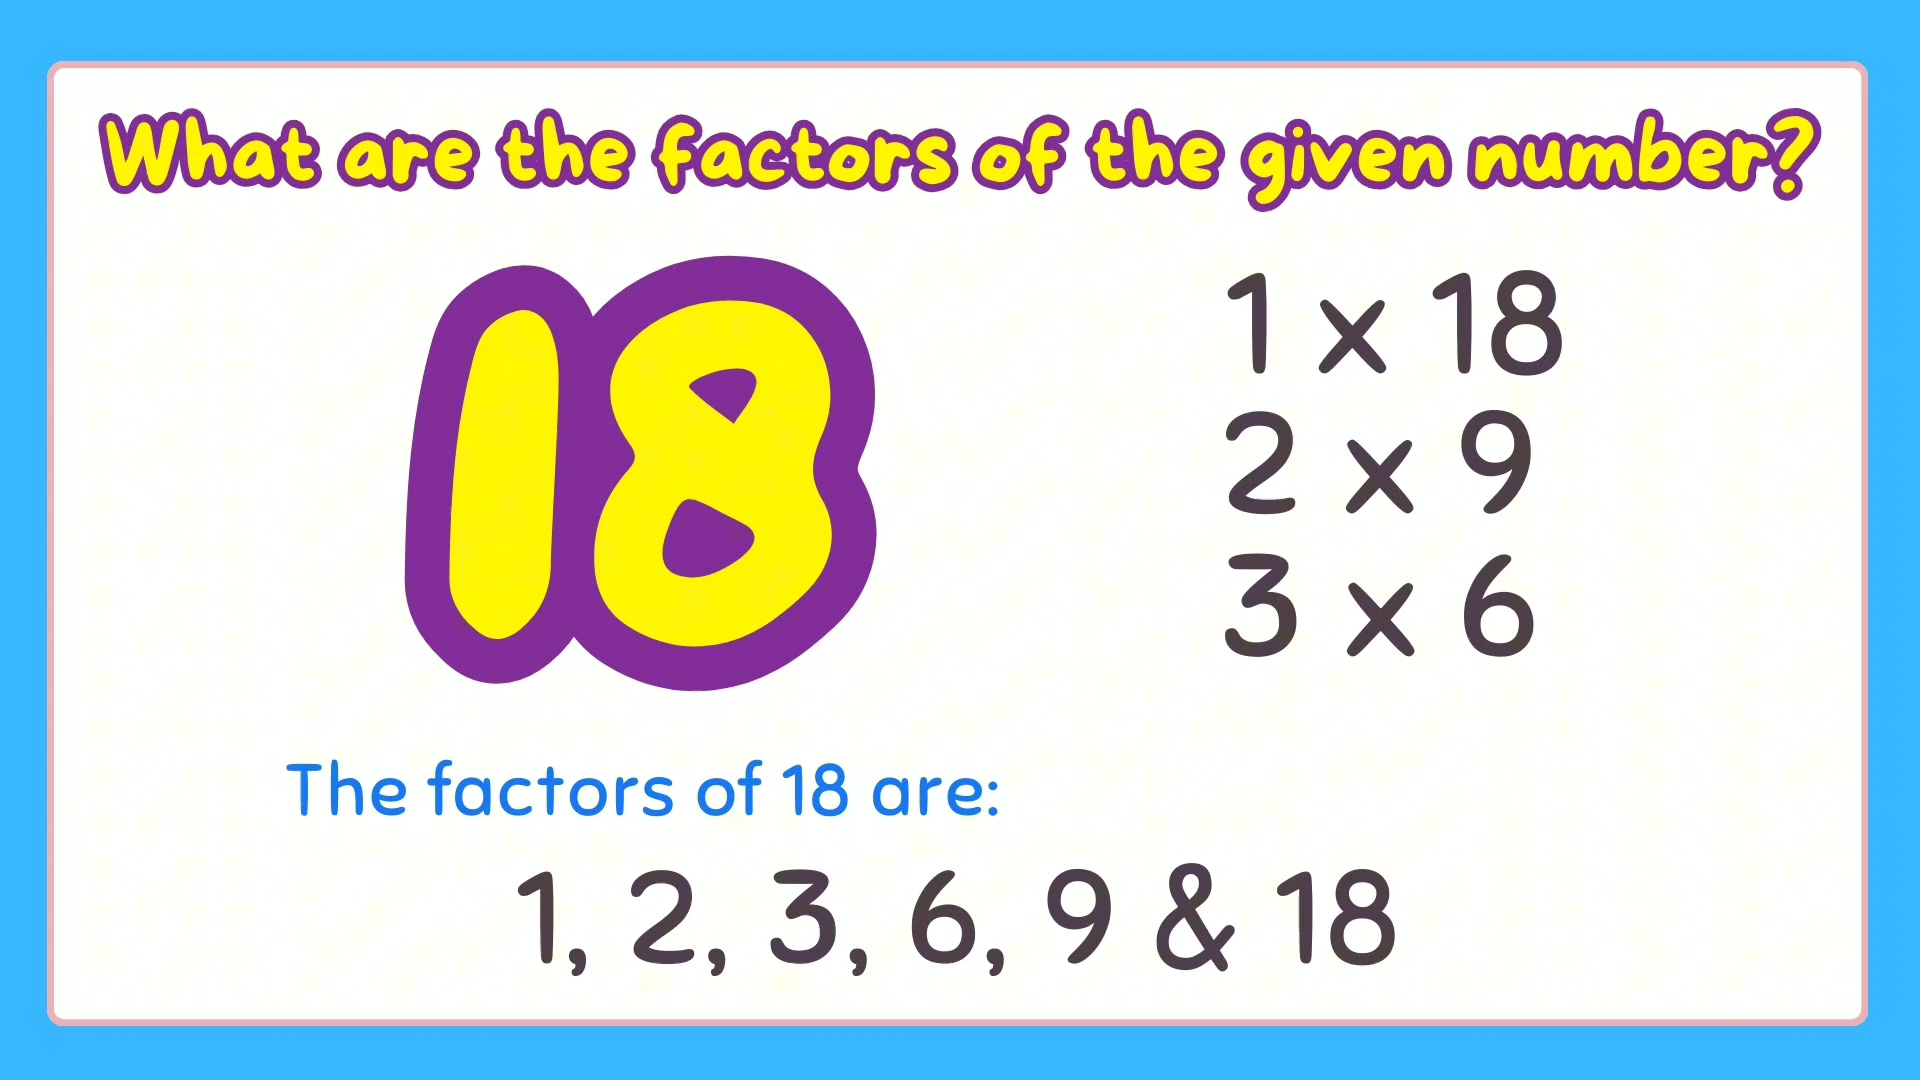 What are the factors of the given number?
18
1 x 18
2 x 9
3 x 6
The factors of 18 are:
1, 2, 3, 6, 9 & 18